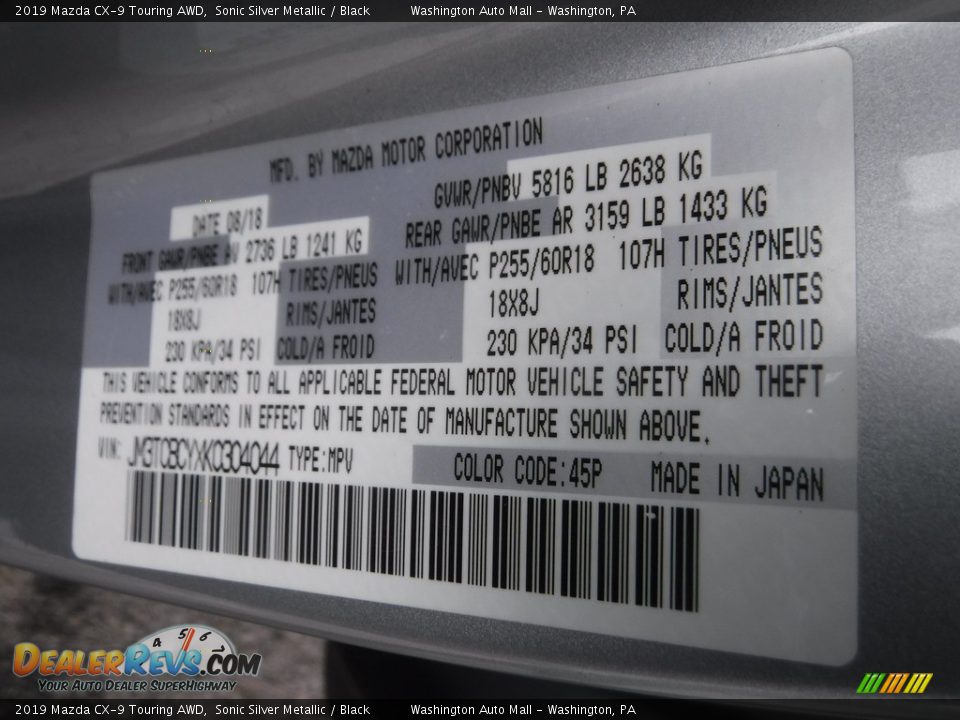 2019 Mazda CX-9 Touring AWD, Sonic Silver Metallic / Black Washington Auto Mall - Washington, PA
MFD. BY MAZDA MOTOR CORPORATION
DATE 08/18
GVWR/PNBV 5816 LB 2638 KG
FRONT GAWR/PNBE AV 2736 LB 1241 KG
REAR GAWR/PNBE AR 3159 LB 1433 KG
WITH/AVEC P255/60R18 107H TIRES/PNEUS
WITH/AVEC P255/60R18 107H TIRES/PNEUS
18X8J RIMS/JANTES
18X8J RIMS/JANTES
230 KPA/34 PSI COLD/A FROID
230 KPA/34 PSI COLD/A FROID
THIS VEHICLE CONFORMS TO ALL APPLICABLE FEDERAL MOTOR VEHICLE SAFETY AND THEFT
PREVENTION STANDARDS IN EFFECT ON THE DATE OF MANUFACTURE SHOWN ABOVE.
VIN: JM3TCBCYXK0304044 TYPE:MPV
COLOR CODE:45P MADE IN JAPAN
4 5 6 7
DealerRevs.com
Your Auto Dealer SuperHighway
2019 Mazda CX-9 Touring AWD, Sonic Silver Metallic / Black Washington Auto Mall - Washington, PA